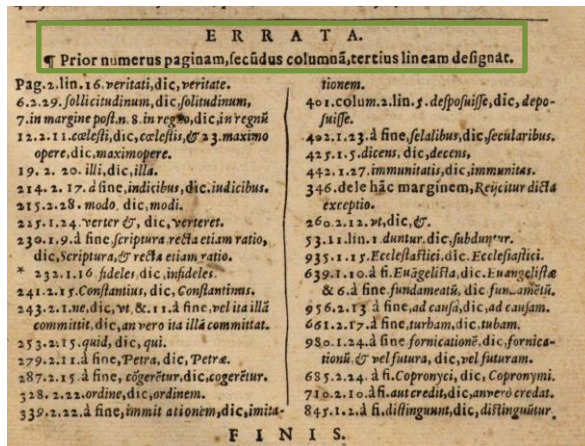 ERRATA.
¶ Prior numerus paginam, secũdus columnã, tertius lineam designat.
Pag.2.lin.16.veritati, dic, veritate.
6.2.29. sollicitudinum, dic, solitudinum,
7.in margine post.n.8.in regno, dic, in regnũ
12.2.11.cœlesti, dic, cœlestis, & 23.maximo
opere, dic, maximopere.
19.2.20.illi, dic, illa.
214.2.17.à fine, indicibus, dic. iudicibus.
215.2.28. modo, dic, modi.
225.1.24. verter &, dic, verteret.
230.1.9.à fine, scriptura recta etiam ratio,
dic, Scriptura, & recta etiam ratio.
* 232.1.16. fideles, dic, infideles.
241.2.15. Constantius, dic, Constantinus.
243.2.1.ne, dic, vt, &.11.à fine, vel ita illã
committit, dic, an vero ita illã committat.
253.2.15.quid, dic, qui.
279.2.11.à fine, Petra, dic, Petræ.
287.2.15.à fine, cõgerẽtur, dic, cogerẽtur.
328.2.22.ordine, dic, ordinem.
339.2.22.à fine, immit ationem, dic, imita-
tionem.
401.colum.2.lin.5. desposuisse, dic, depo-
suisse.
492.1.23.à fine, selalibus, dic, secularibus.
425.1.5. dicens, dic, decens,
442.1.27. immunitatis, dic, immunitas.
346.dele hãc marginem, Reijcitur dicta
exceptio.
260.2.12.vt, dic, &.
53.11.lin.1. duntur. dic, subduntur.
935.1.15. Ecclestastici, dic, Ecclesiastici.
639.1.10.à fi. Euãgelista, dic. Euangelistæ
& 6.à fine. fundameatũ, dic fundamẽtũ.
956.2.13 à fine, ad causã, dic, ad causam.
661.2.17.à fine, turbam, dic. tubam.
980.1.24.à fine fornicationẽ, dic, fornica-
tionũ, & vel futura, dic, vel futuram.
685.2.24.à fi. Copronyci, dic, Copronymi.
710.2.10.à fi. aut credit, dic, an verò credat.
845.1.2.à fi. distinguunt, dic, distinguũtur.
FINIS.